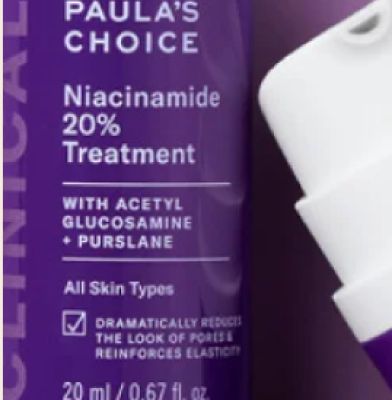 PAULA'S
CHOICE
CLINICAL
Niacinamide
20%
Treatment
WITH ACETYL
GLUCOSAMINE
+ PURSLANE
All Skin Types
DRAMATICALLY REDUCES
THE LOOK OF PORES &
REINFORCES ELASTICITY
20 ml / 0.67 fl. oz.